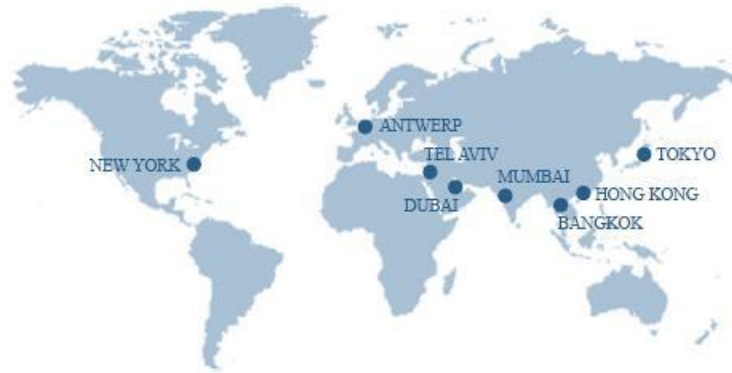 ANTWERP
TEL AVIV
TOKYO
NEW YORK
MUMBAI
HONG KONG
DUBAI
BANGKOK